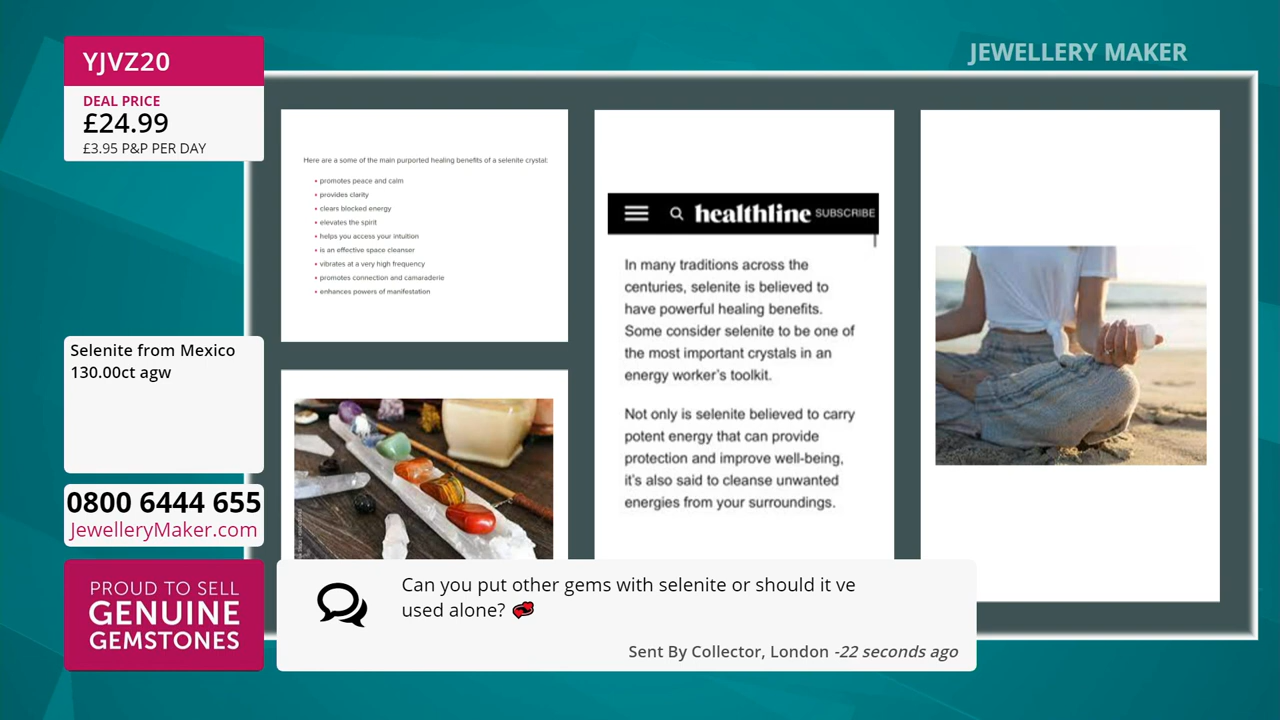 YJVZ20
DEAL PRICE
£24.99
£3.95 P&P PER DAY
JEWELLERY MAKER
Here are a some of the main purported healing benefits of a selenite crystal:
• promotes peace and calm
• provides clarity
• clears blocked energy
• elevates the spirit
• helps you access your intuition
• is an effective space cleanser
• vibrates at a very high frequency
• promotes connection and camaraderie
• enhances powers of manifestation
healthline SUBSCRIBE
In many traditions across the
centuries, selenite is believed to
have powerful healing benefits.
Some consider selenite to be one of
the most important crystals in an
energy worker's toolkit.
Not only is selenite believed to carry
potent energy that can provide
protection and improve well-being,
it's also said to cleanse unwanted
energies from your surroundings.
Selenite from Mexico
130.00ct agw
0800 6444 655
JewelleryMaker.com
PROUD TO SELL
GENUINE
GEMSTONES
Can you put other gems with selenite or should it ve
used alone? 💞
Sent By Collector, London -22 seconds ago